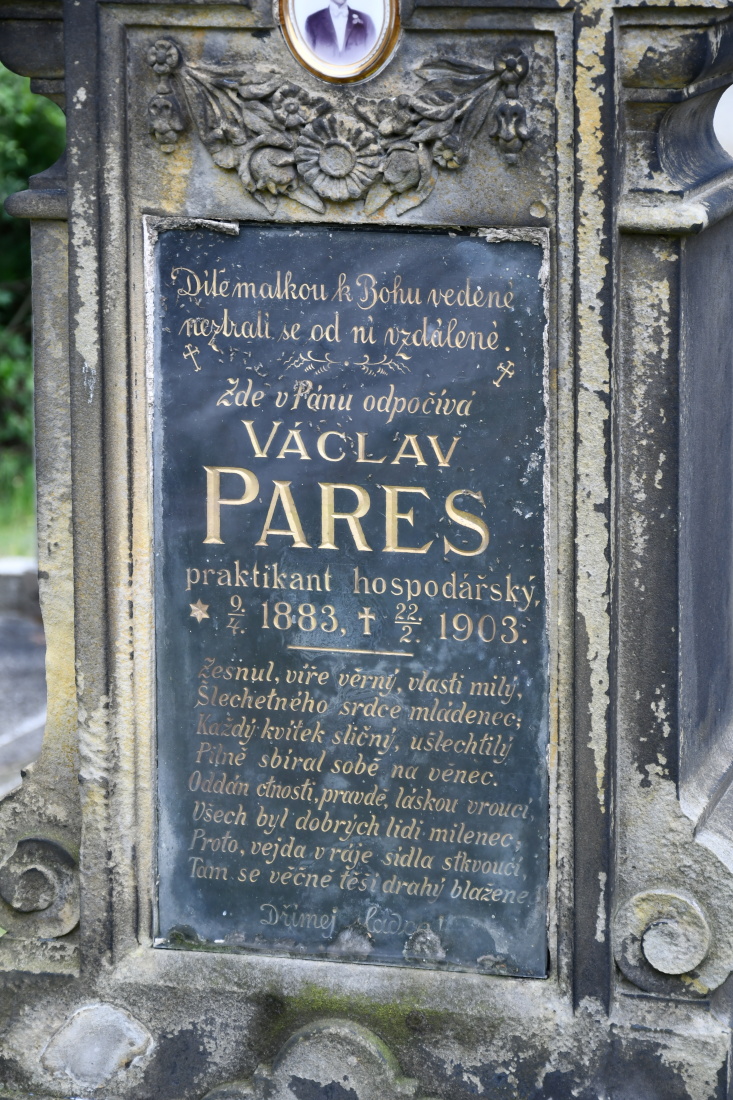 Dítě matkou k Bohu vedené
neztratí se od ní vzdálené.
Zde v Pánu odpočívá
VÁCLAV
PARES
praktikant hospodářský,
* 9./4. 1883, † 22/2. 1903.
Zesnul, víře věrný, vlasti milý,
Šlechetného srdce mládenec;
Každý kvítek sličný, ušlechtilý
Pilně sbíral sobě na věnec.
Oddán ctnosti, pravdě, láskou vroucí,
Všech byl dobrých lidí milenec,
Proto, vejda v ráje sídla stkvoucí,
Tam se věčně těší drahý blaženec
Dřímej